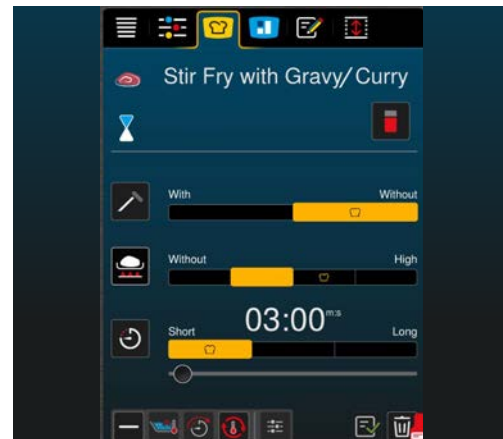 Stir Fry with Gravy/Curry
With Without
Without High
03:00 m:s
Short Long